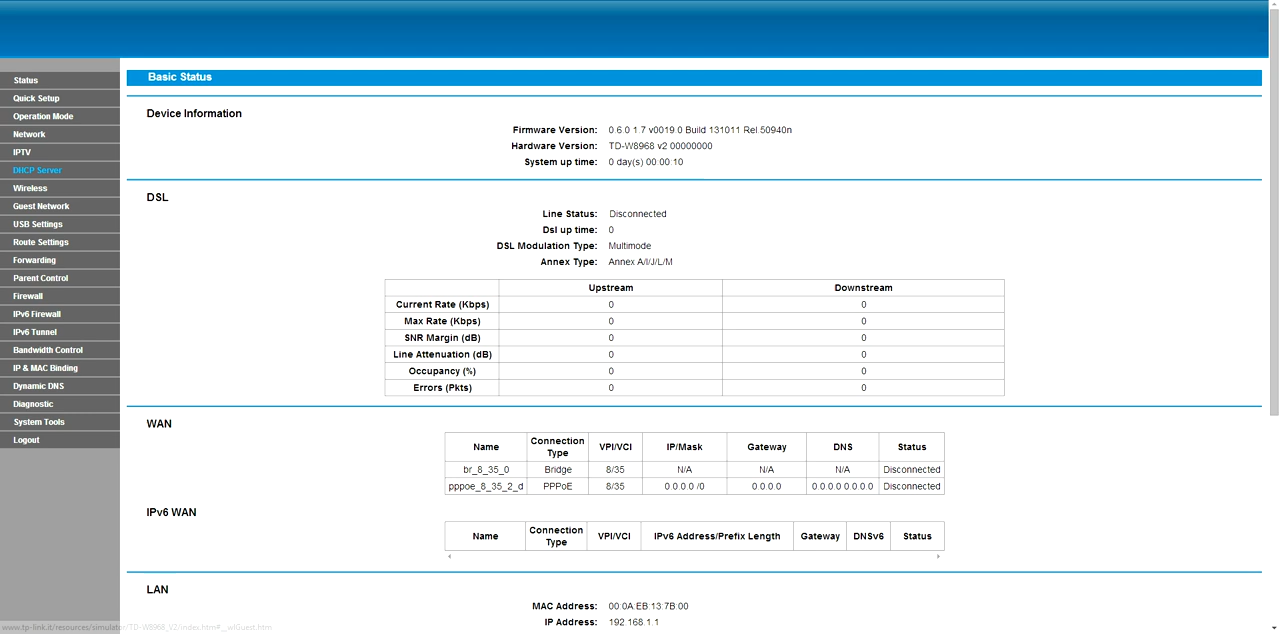 Basic Status
Status
Quick Setup
Operation Mode
Network
IPTV
DHCP Server
Wireless
Guest Network
USB Settings
Route Settings
Forwarding
Parent Control
Firewall
IPv6 Firewall
IPv6 Tunnel
Bandwidth Control
IP & MAC Binding
Dynamic DNS
Diagnostic
System Tools
Logout
Device Information
Firmware Version: 0.6.0 1.7 v0019.0 Build 131011 Rel.50940n
Hardware Version: TD-W8968 v2 00000000
System up time: 0 day(s) 00:00:10
DSL
Line Status: Disconnected
Dsl up time: 0
DSL Modulation Type: Multimode
Annex Type: Annex A/I/J/L/M
Upstream Downstream
Current Rate (Kbps) 0 0
Max Rate (Kbps) 0 0
SNR Margin (dB) 0 0
Line Attenuation (dB) 0 0
Occupancy (%) 0 0
Errors (Pkts) 0 0
WAN
Name Connection Type VPI/VCI IP/Mask Gateway DNS Status
br_8_35_0 Bridge 8/35 N/A N/A N/A Disconnected
pppoe_8_35_2_d PPPoE 8/35 0.0.0.0 /0 0.0.0.0 0.0.0.0 0.0.0.0 Disconnected
IPv6 WAN
Name Connection Type VPI/VCI IPv6 Address/Prefix Length Gateway DNSv6 Status
LAN
MAC Address: 00:0A:EB:13:7B:00
IP Address: 192.168.1.1
www.tp-link.it/resources/simulator/TD-W8968_V2/index.htm#__wlGuest.htm